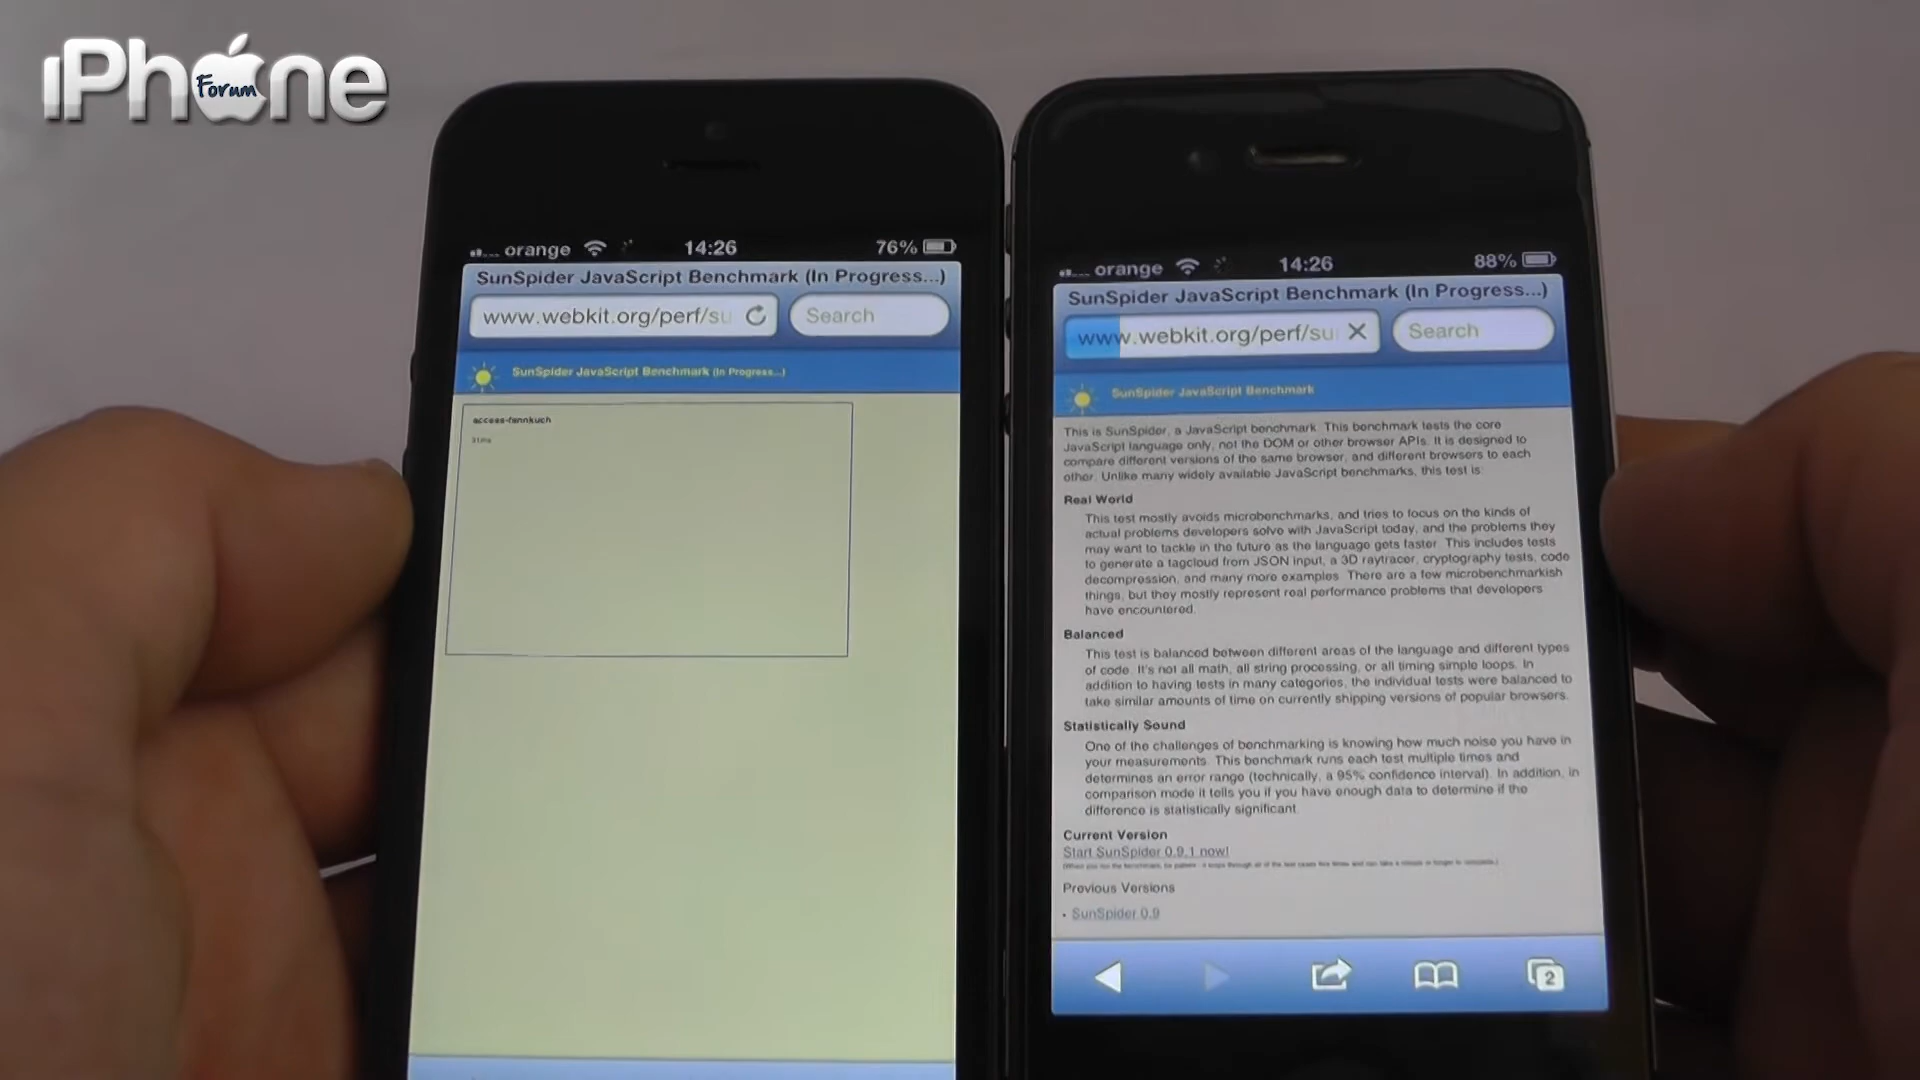 iPhone
Forum
orange
14:26
76%
SunSpider JavaScript Benchmark (In Progress...)
www.webkit.org/perf/su
Search
SunSpider JavaScript Benchmark (In Progress...)
access-fannkuch
orange
14:26
88%
SunSpider JavaScript Benchmark (In Progress...)
www.webkit.org/perf/su
Search
SunSpider JavaScript Benchmark
This is SunSpider, a JavaScript benchmark. This benchmark tests the core
JavaScript language only, not the DOM or other browser APIs. It is designed to
compare different versions of the same browser, and different browsers to each
other. Unlike many widely available JavaScript benchmarks, this test is:
Real World
This test mostly avoids microbenchmarks, and tries to focus on the kinds of
actual problems developers solve with JavaScript today, and the problems they
may want to tackle in the future as the language gets faster. This includes tests
to generate a tagcloud from JSON input, a 3D raytracer, cryptography tests, code
decompression, and many more examples. There are a few microbenchmarkish
things, but they mostly represent real performance problems that developers
have encountered.
Balanced
This test is balanced between different areas of the language and different types
of code. It's not all math, all string processing, or all timing simple loops. In
addition to having tests in many categories, the individual tests were balanced to
take similar amounts of time on currently shipping versions of popular browsers.
Statistically Sound
One of the challenges of benchmarking is knowing how much noise you have in
your measurements. This benchmark runs each test multiple times and
determines an error range (technically, a 95% confidence interval). In addition, in
comparison mode it tells you if you have enough data to determine if the
difference is statistically significant.
Current Version
Start SunSpider 0.9.1 now!
Previous Versions
• SunSpider 0.9
2